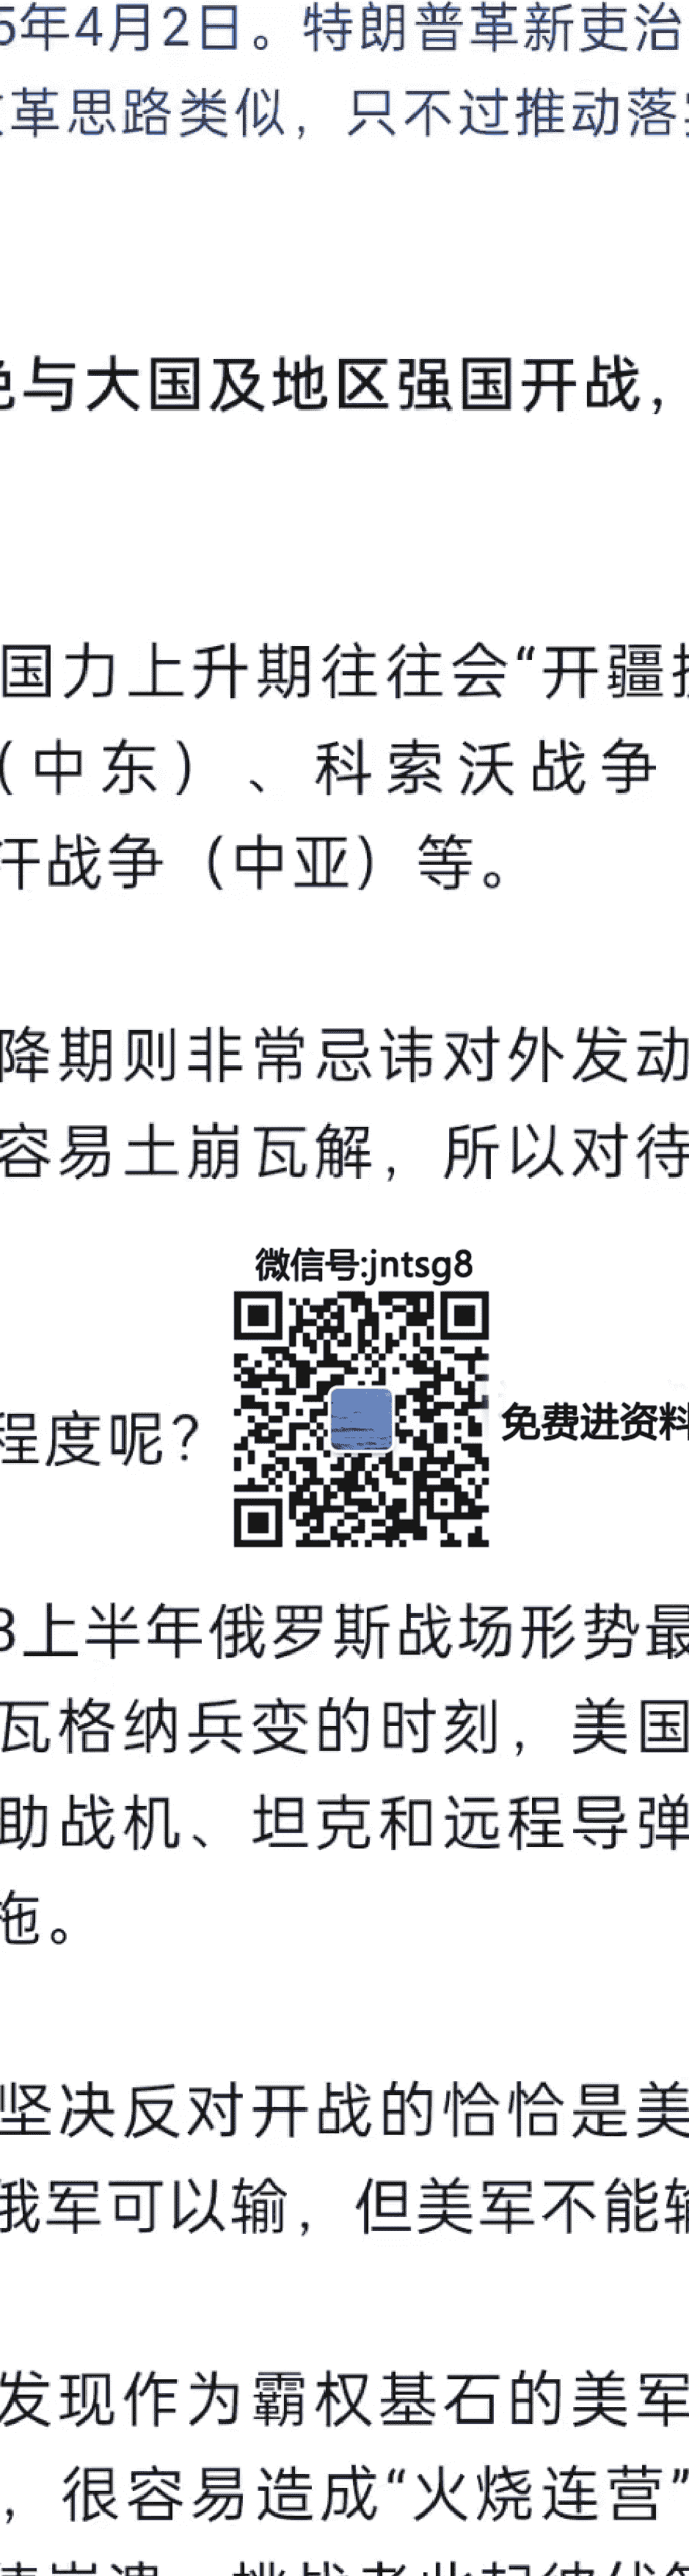 5年4月2日。特朗普革新吏治
革思路类似，只不过推动落实
与大国及地区强国开战，
国力上升期往往会“开疆
（中东）、科索沃战争
汗战争（中亚）等。
降期则非常忌讳对外发动
容易土崩瓦解，所以对待
微信号:jntsg8
程度呢？
免费进资料
3上半年俄罗斯战场形势最
瓦格纳兵变的时刻，美国
助战机、坦克和远程导弹
拖。
坚决反对开战的恰恰是美
俄军可以输，但美军不能输
发现作为霸权基石的美军
，很容易造成“火烧连营”